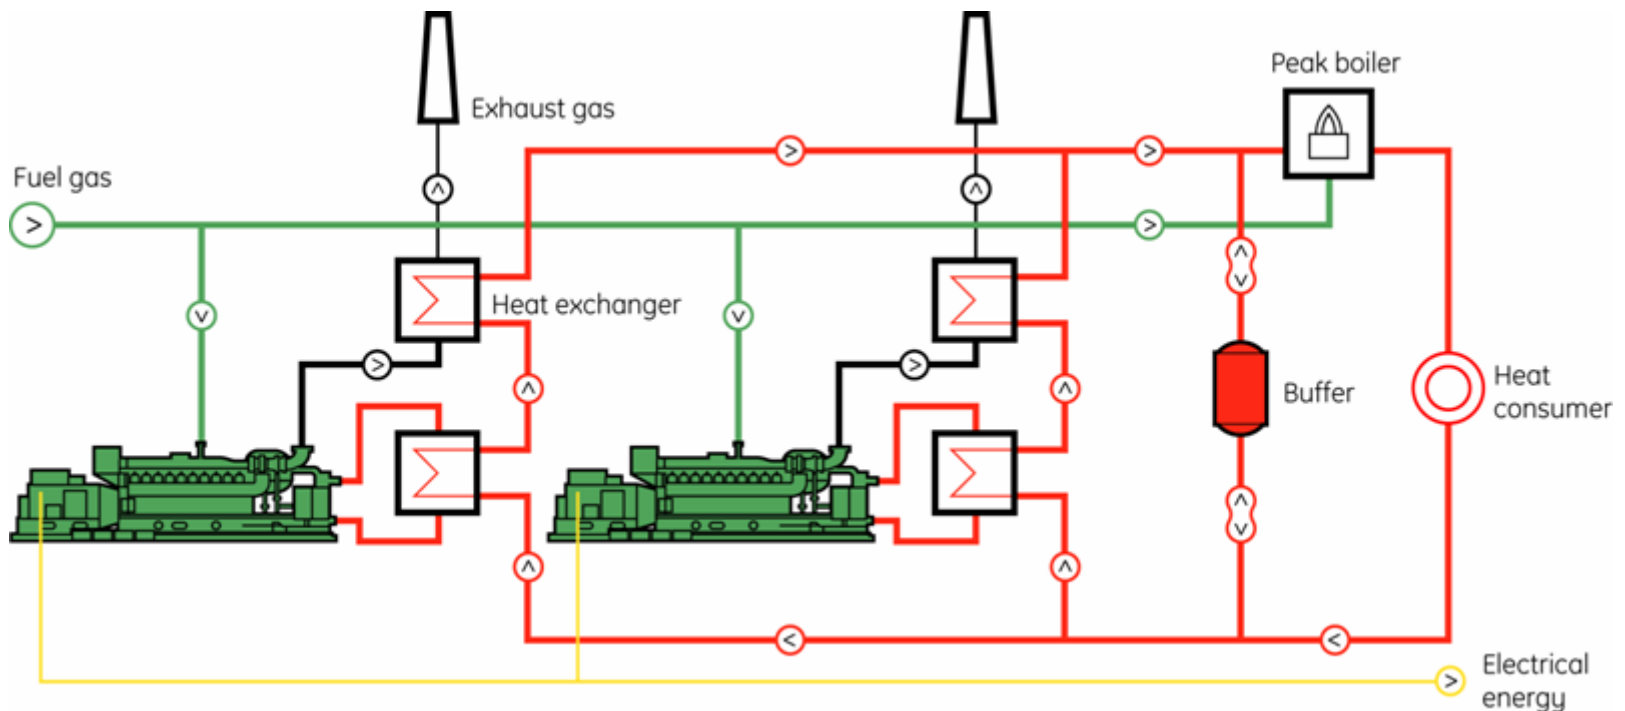 Peak boiler
Exhaust gas
Fuel gas
Heat exchanger
Buffer
Heat
consumer
Electrical
energy